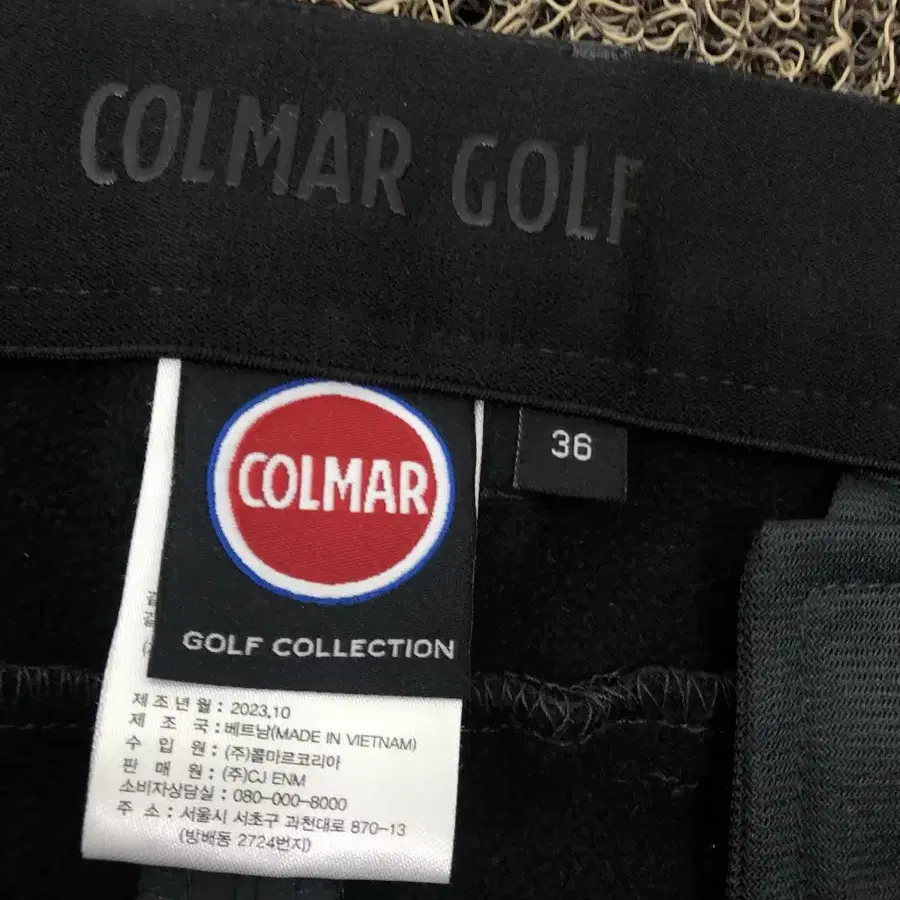 COLMAR GOLF
COLMAR
36
GOLF COLLECTION
제조년월 : 2023.10
제 조 국 : 베트남(MADE IN VIETNAM)
수 입 원 : (주)콜마르코리아
판 매 원 : (주)CJ ENM
소비자상담실 : 080-000-8000
주 소 : 서울시 서초구 과천대로 870-13
(방배동 2724번지)